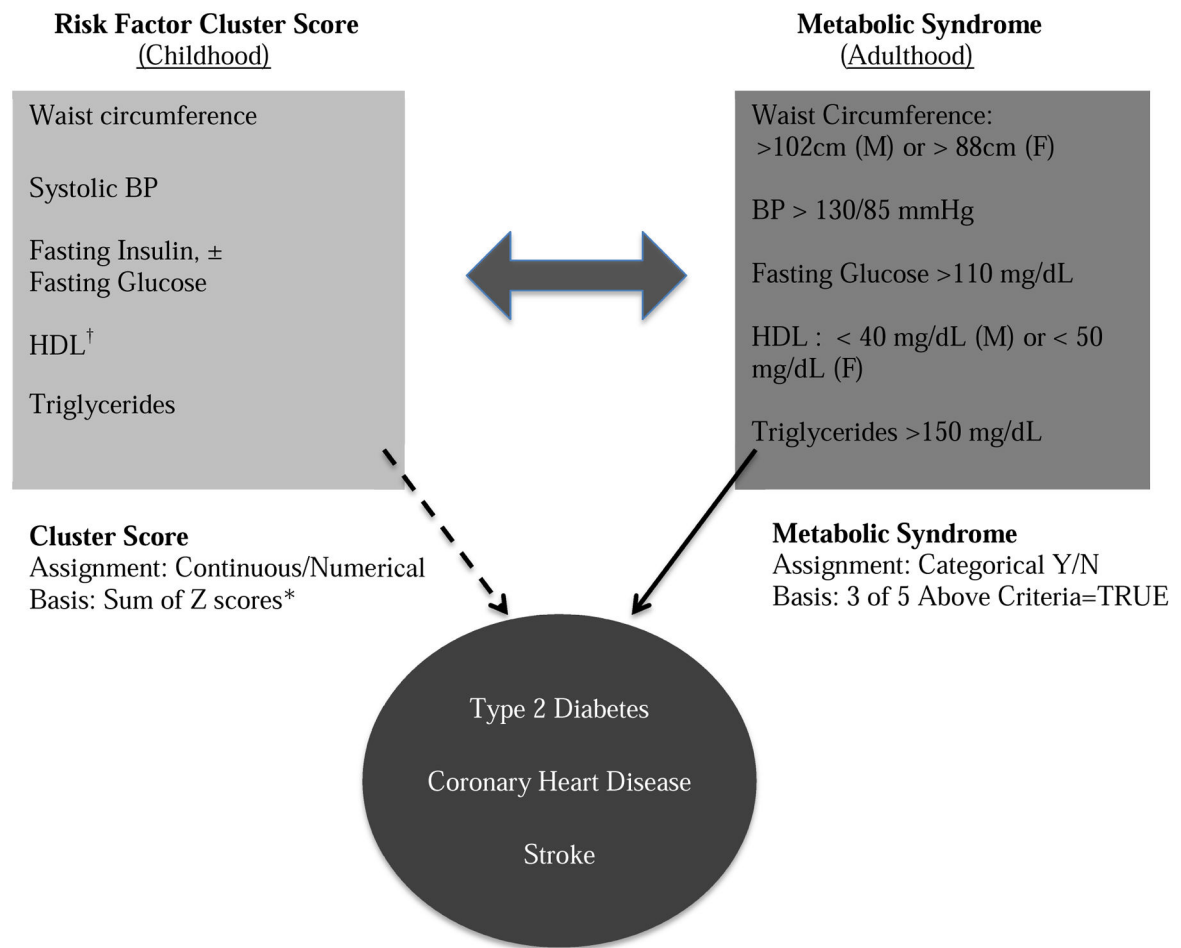 Risk Factor Cluster Score
(Childhood)
Waist circumference
Systolic BP
Fasting Insulin, ±
Fasting Glucose
HDL†
Triglycerides
Cluster Score
Assignment: Continuous/Numerical
Basis: Sum of Z scores*
Metabolic Syndrome
(Adulthood)
Waist Circumference:
>102cm (M) or > 88cm (F)
BP > 130/85 mmHg
Fasting Glucose >110 mg/dL
HDL : < 40 mg/dL (M) or < 50
mg/dL (F)
Triglycerides >150 mg/dL
Metabolic Syndrome
Assignment: Categorical Y/N
Basis: 3 of 5 Above Criteria=TRUE
Type 2 Diabetes
Coronary Heart Disease
Stroke